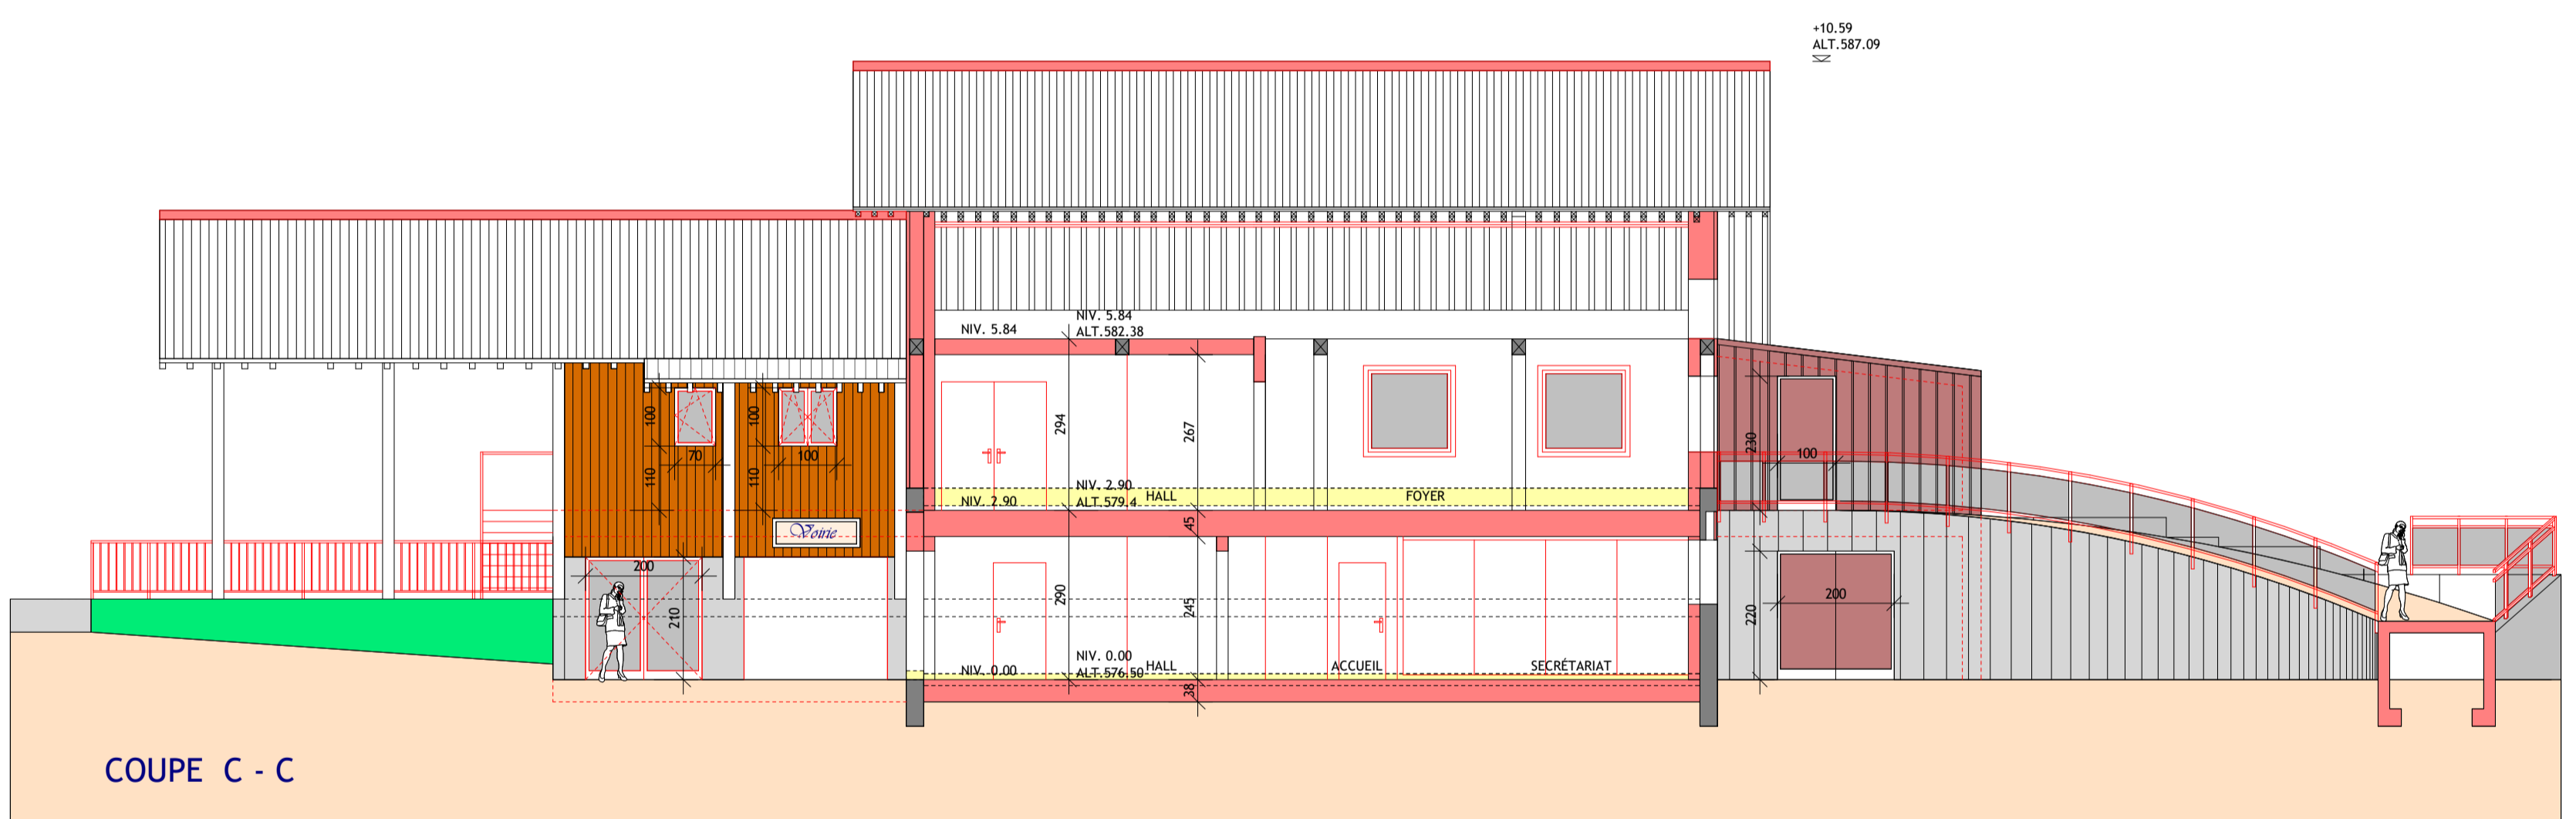 +10.59
ALT.587.09
NIV. 5.84
NIV. 5.84
ALT.582.38
100
100
294
267
230
100
70
100
110
110
NIV. 2.90
NIV. 2.90
ALT.579.4
HALL
FOYER
45
Voirie
200
210
290
245
220
200
NIV. 0.00
NIV. 0.00
ALT.576.50
HALL
ACCUEIL
SECRÉTARIAT
38
COUPE C - C